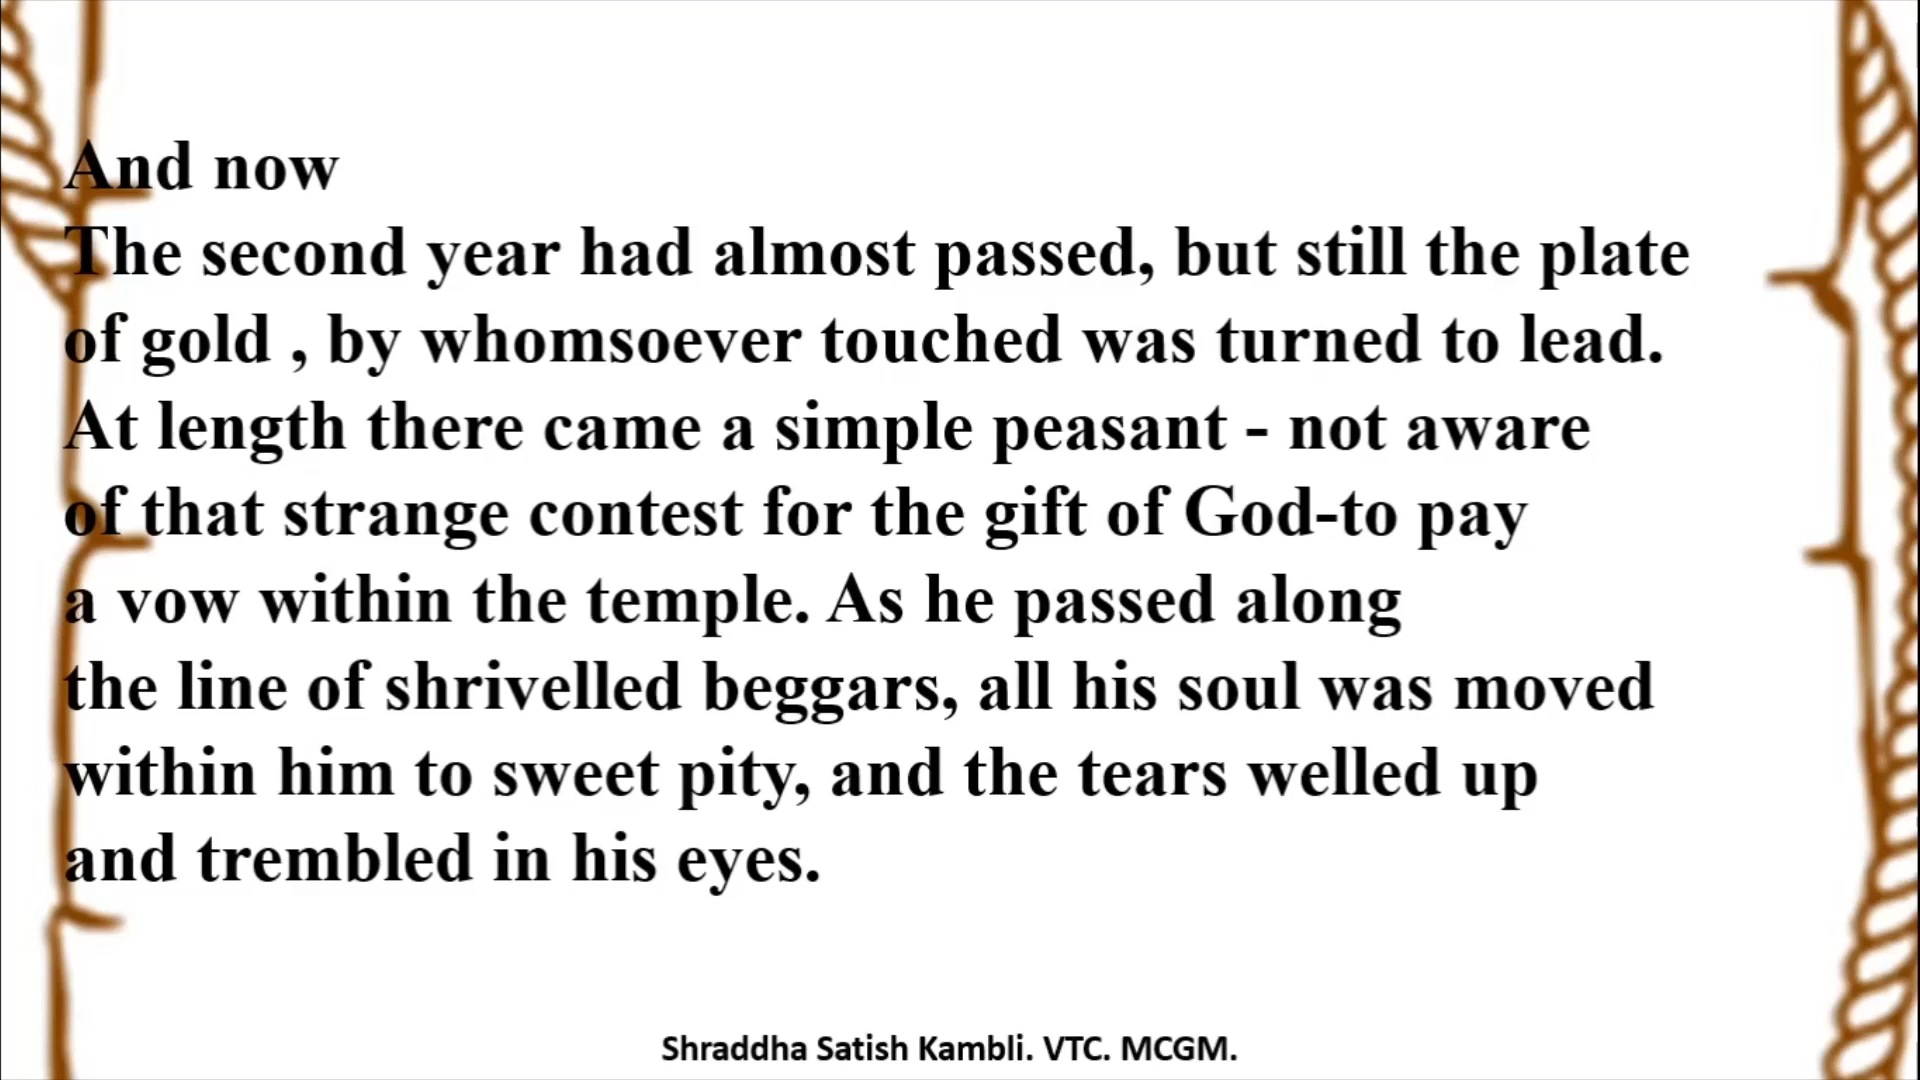 And now
The second year had almost passed, but still the plate
of gold , by whomsoever touched was turned to lead.
At length there came a simple peasant - not aware
of that strange contest for the gift of God-to pay
a vow within the temple. As he passed along
the line of shrivelled beggars, all his soul was moved
within him to sweet pity, and the tears welled up
and trembled in his eyes.
Shraddha Satish Kambli. VTC. MCGM.